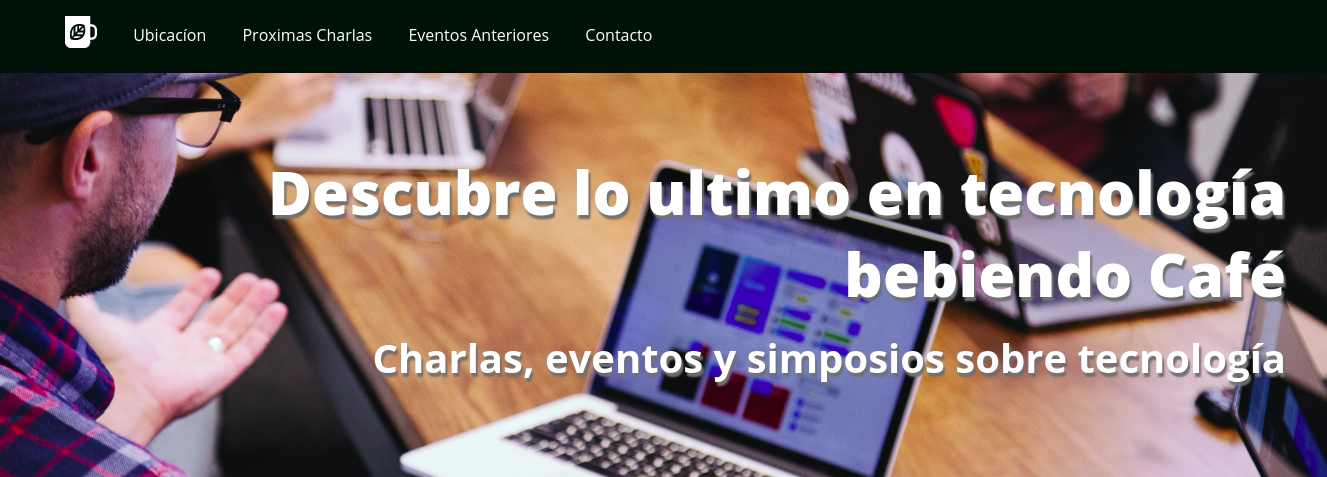 Ubicacíon Proximas Charlas Eventos Anteriores Contacto
Descubre lo ultimo en tecnología
bebiendo Café
Charlas, eventos y simposios sobre tecnología